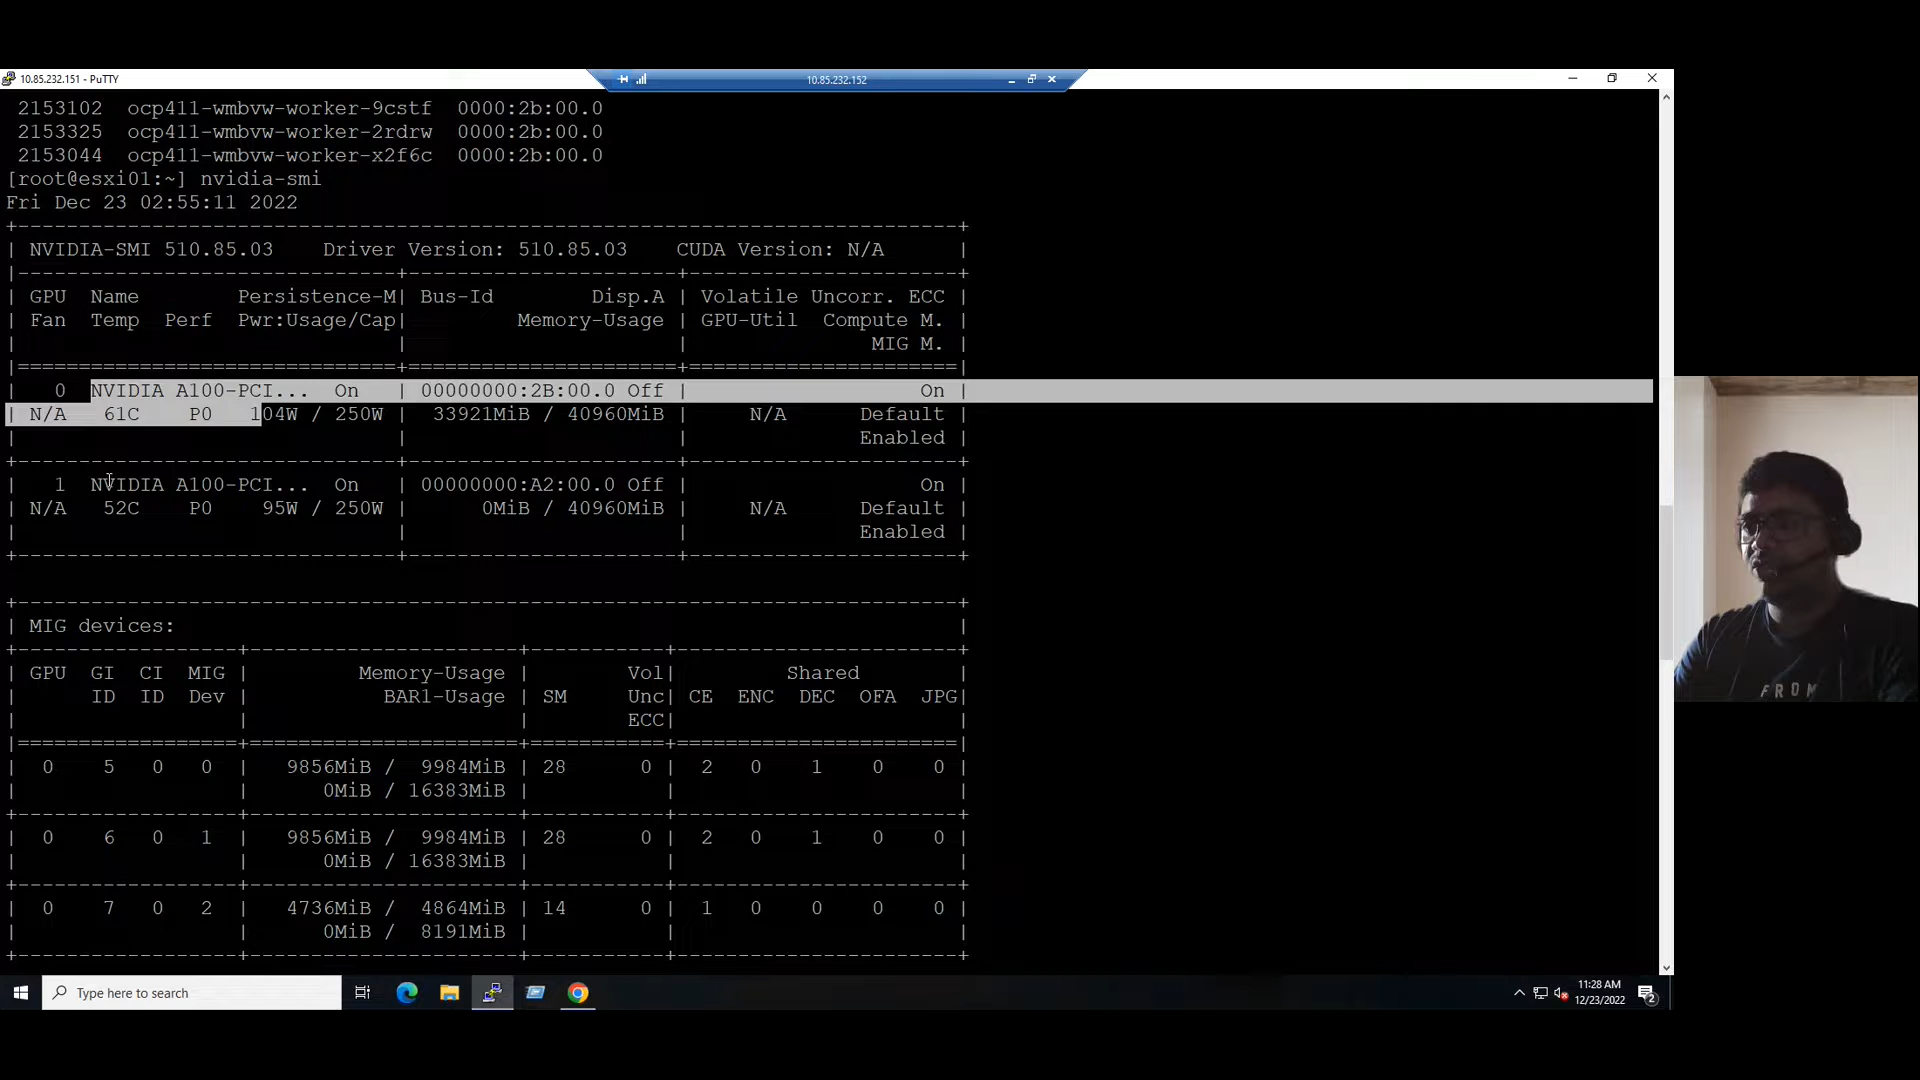 10.85.232.151 - PuTTY
10.85.232.152
2153102 ocp411-wmbvw-worker-9cstf 0000:2b:00.0
2153325 ocp411-wmbvw-worker-2rdrw 0000:2b:00.0
2153044 ocp411-wmbvw-worker-x2f6c 0000:2b:00.0
[root@esxi01:~] nvidia-smi
Fri Dec 23 02:55:11 2022
+-----------------------------------------------------------------------------+
| NVIDIA-SMI 510.85.03    Driver Version: 510.85.03    CUDA Version: N/A      |
|-------------------------------+----------------------+----------------------+
| GPU  Name        Persistence-M| Bus-Id        Disp.A | Volatile Uncorr. ECC |
| Fan  Temp  Perf  Pwr:Usage/Cap|         Memory-Usage | GPU-Util  Compute M. |
|                               |                      |               MIG M. |
|===============================+======================+======================|
|   0  NVIDIA A100-PCI...  On   | 00000000:2B:00.0 Off |                   On |
| N/A   61C    P0   104W / 250W |  33921MiB / 40960MiB |     N/A      Default |
|                               |                      |              Enabled |
+-------------------------------+----------------------+----------------------+
|   1  NVIDIA A100-PCI...  On   | 00000000:A2:00.0 Off |                   On |
| N/A   52C    P0    95W / 250W |      0MiB / 40960MiB |     N/A      Default |
|                               |                      |              Enabled |
+-------------------------------+----------------------+----------------------+
+-----------------------------------------------------------------------------+
| MIG devices:                                                                |
+------------------+----------------------+-----------+-----------------------+
| GPU  GI  CI  MIG |         Memory-Usage |        Vol|         Shared        |
|      ID  ID  Dev |           BAR1-Usage | SM     Unc| CE  ENC  DEC  OFA  JPG|
|                  |                      |        ECC|                       |
|==================+======================+===========+=======================|
|  0    5   0   0  |   9856MiB /  9984MiB | 28      0 |  2   0    1    0    0 |
|                  |      0MiB / 16383MiB |           |                       |
+------------------+----------------------+-----------+-----------------------+
|  0    6   0   1  |   9856MiB /  9984MiB | 28      0 |  2   0    1    0    0 |
|                  |      0MiB / 16383MiB |           |                       |
+------------------+----------------------+-----------+-----------------------+
|  0    7   0   2  |   4736MiB /  4864MiB | 14      0 |  1   0    0    0    0 |
|                  |      0MiB /  8191MiB |           |                       |
+------------------+----------------------+-----------+-----------------------+
FROM
Type here to search
11:28 AM
12/23/2022
2